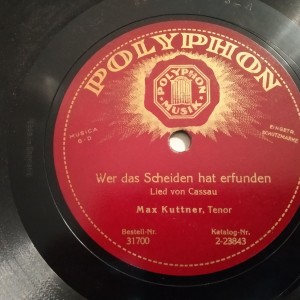 POLYPHON
POLYPHON
MUSIK
MUSICA
EINGETR.
SCHUTZMARKE
Wer das Scheiden hat erfunden
Lied von Cassau
Max Kuttner, Tenor
Bestell-Nr.
31700
Katalog-Nr.
2-23843